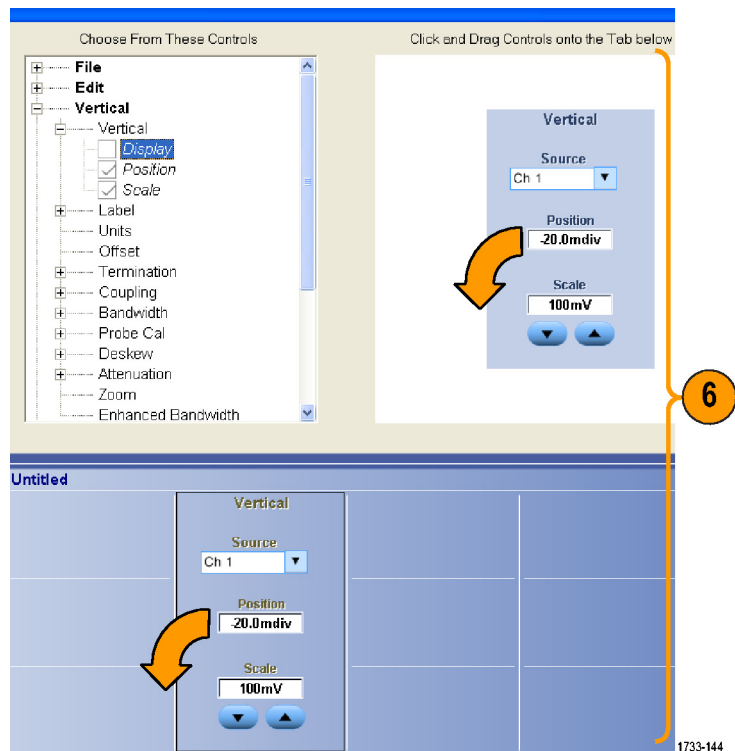 Choose From These Controls
File
Edit
Vertical
Vertical
Display
Position
Scale
Label
Units
Offset
Termination
Coupling
Bandwidth
Probe Cal
Deskew
Attenuation
Zoom
Enhanced Bandwidth
Click and Drag Controls onto the Tab below
Vertical
Source
Ch 1
Position
-20.0mdiv
Scale
100mV
6
Untitled
Vertical
Source
Ch 1
Position
-20.0mdiv
Scale
100mV
1733-144